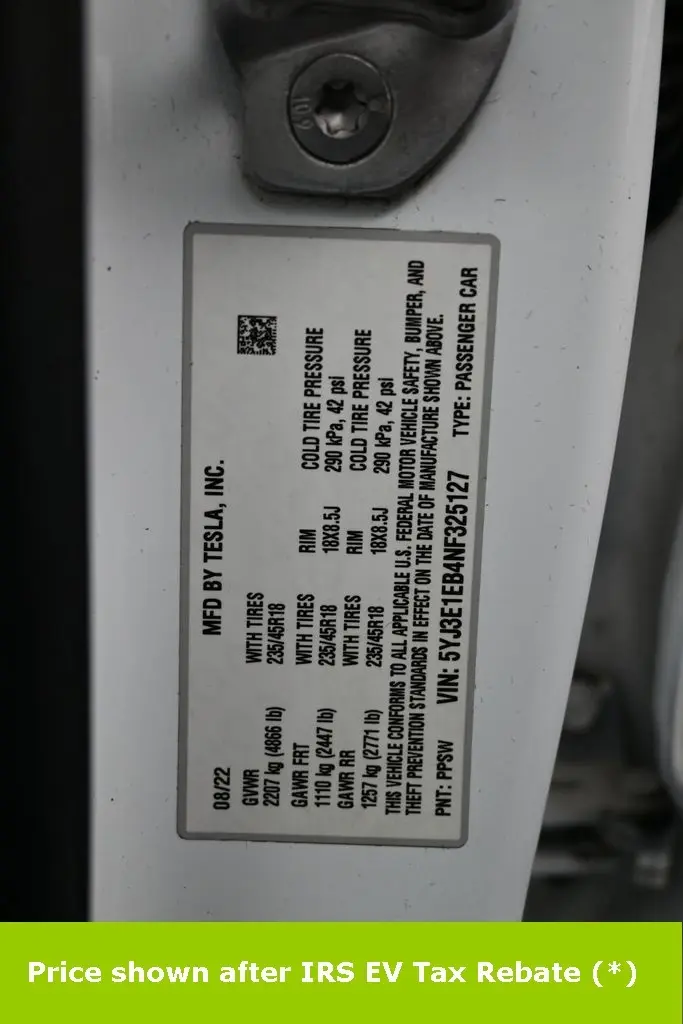 109
MFD BY TESLA, INC.
08/22
GVWR WITH TIRES
2207 kg (4866 lb) 235/45R18
GAWR FRT WITH TIRES RIM COLD TIRE PRESSURE
1110 kg (2447 lb) 235/45R18 18X8.5J 290 kPa, 42 psi
GAWR RR WITH TIRES RIM COLD TIRE PRESSURE
1257 kg (2771 lb) 235/45R18 18X8.5J 290 kPa, 42 psi
THIS VEHICLE CONFORMS TO ALL APPLICABLE U.S. FEDERAL MOTOR VEHICLE SAFETY, BUMPER, AND
THEFT PREVENTION STANDARDS IN EFFECT ON THE DATE OF MANUFACTURE SHOWN ABOVE.
PNT: PPSW VIN: 5YJ3E1EB4NF325127 TYPE: PASSENGER CAR
Price shown after IRS EV Tax Rebate (*)